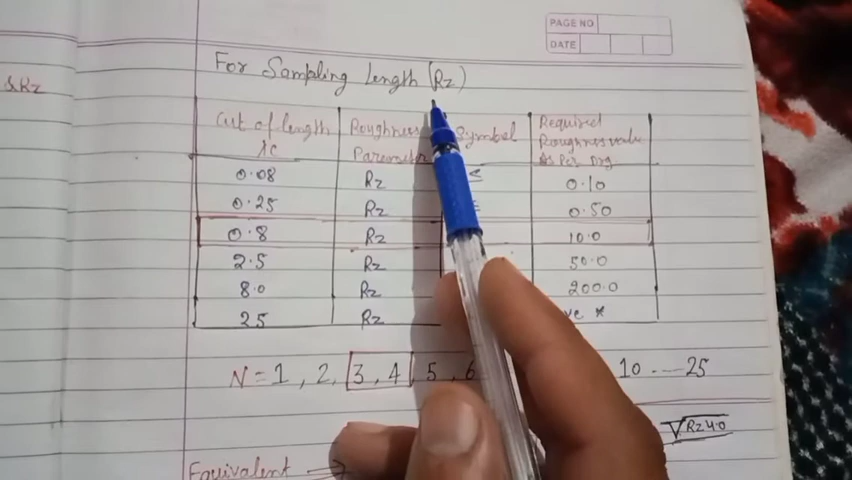 PAGE NO
DATE
&Rz
For Sampling Length (Rz)
Cut of length λc Roughness Parameter Symbol Required Roughness value As Per Drg
0.08 Rz ≤ 0.10
0.25 Rz 0.50
0.8 Rz 10.0
2.5 Rz 50.0
8.0 Rz 200.0
25 Rz ve *
N = 1, 2, 3, 4 5, 6 10 ... 25
√Rz 4.0
Equivalent →